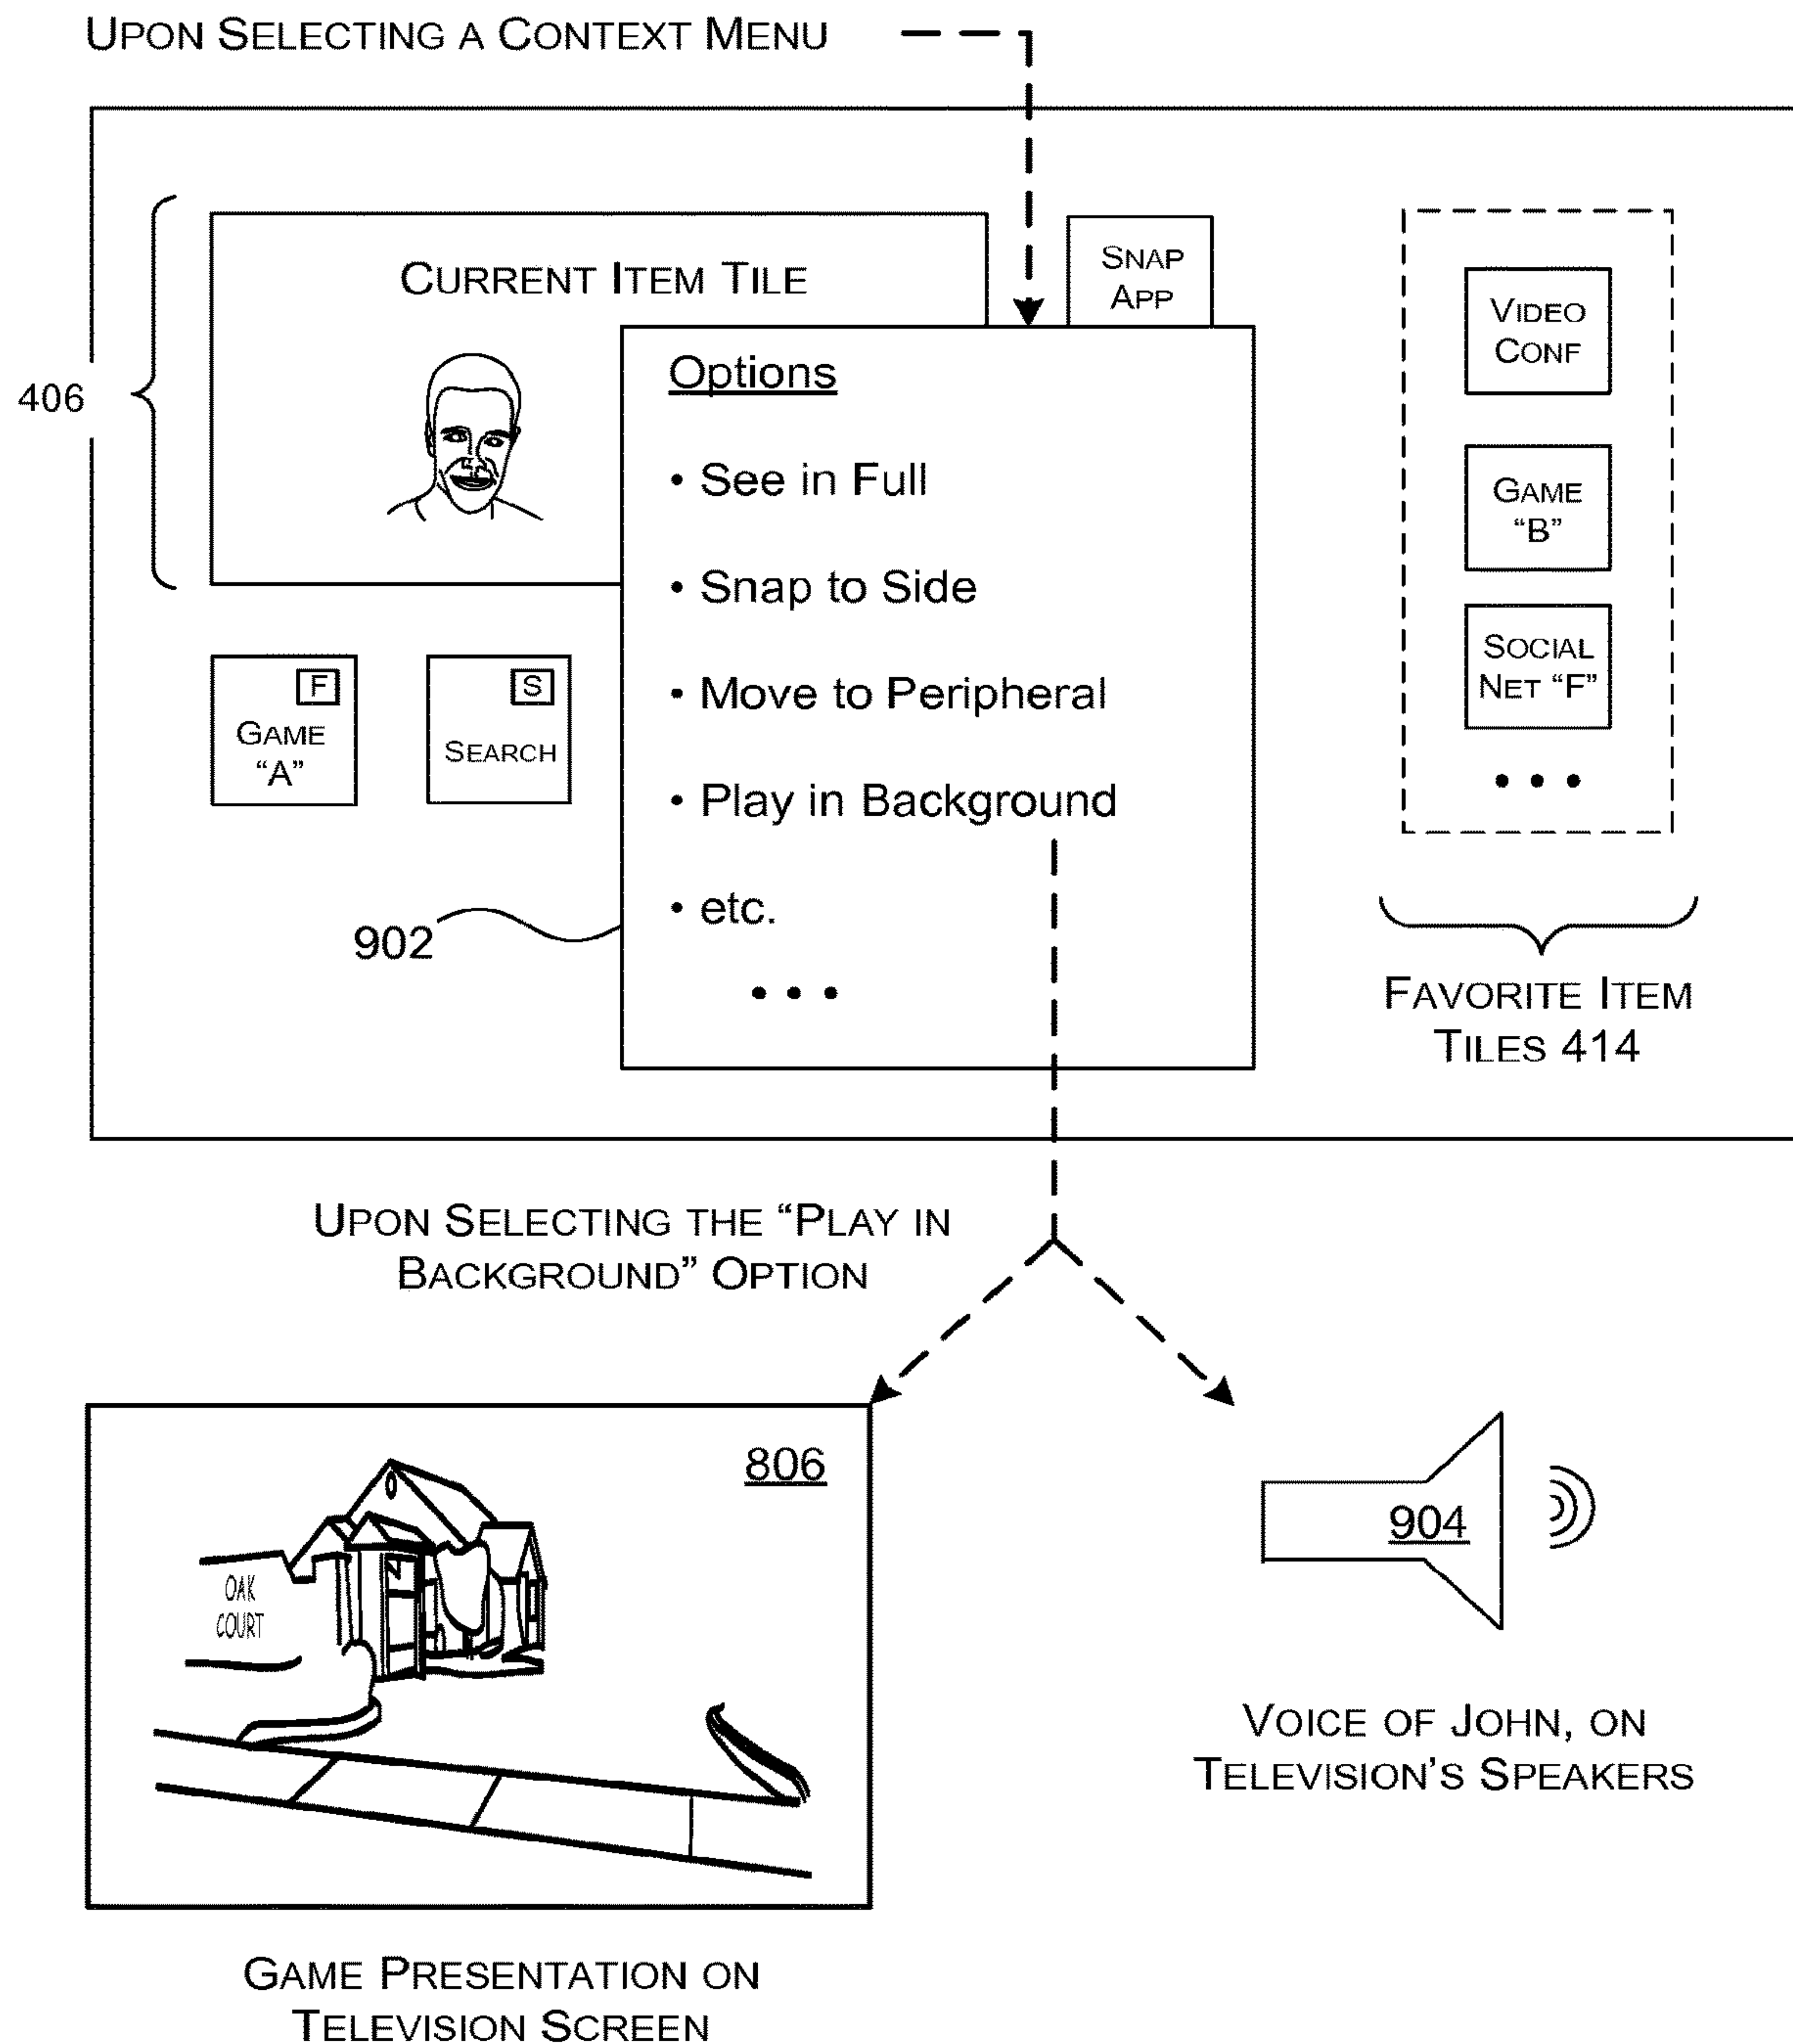 UPON SELECTING A CONTEXT MENU
406
CURRENT ITEM TILE
SNAP
APP
Options
• See in Full
• Snap to Side
• Move to Peripheral
• Play in Background
• etc.
• • •
902
F
GAME
“A”
S
SEARCH
VIDEO
CONF
GAME
“B”
SOCIAL
NET “F”
• • •
FAVORITE ITEM
TILES 414
UPON SELECTING THE “PLAY IN
BACKGROUND” OPTION
806
OAK
COURT
GAME PRESENTATION ON
TELEVISION SCREEN
904
VOICE OF JOHN, ON
TELEVISION’S SPEAKERS